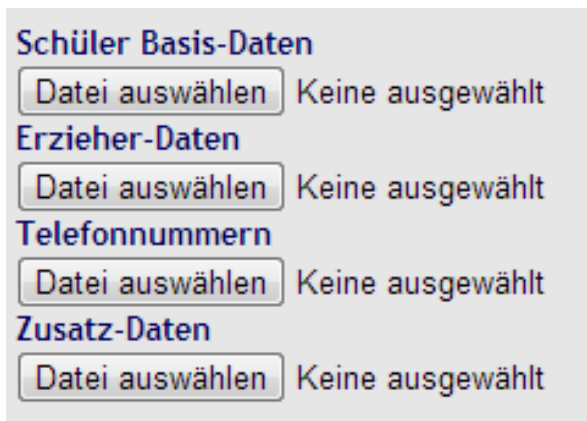 Schüler Basis-Daten
Datei auswählen Keine ausgewählt
Erzieher-Daten
Datei auswählen Keine ausgewählt
Telefonnummern
Datei auswählen Keine ausgewählt
Zusatz-Daten
Datei auswählen Keine ausgewählt